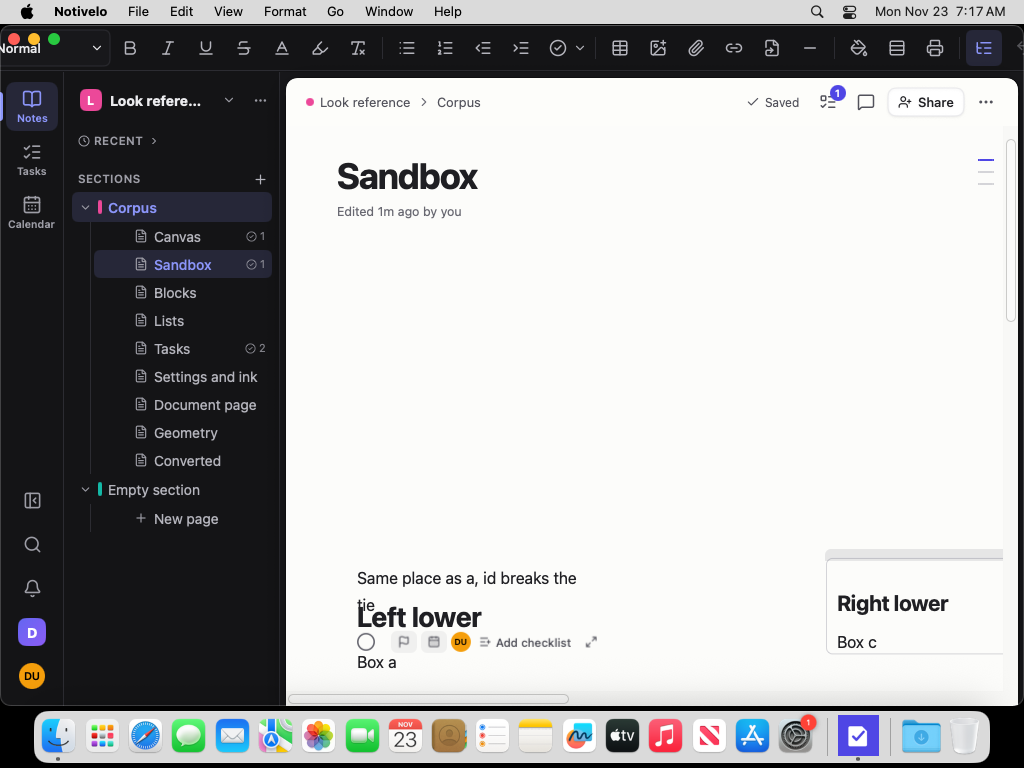 Notivelo File Edit View Format Go Window Help Mon Nov 23 7:17 AM
Normal
L Look refere...
Look reference > Corpus
Saved
1
Share
Notes
RECENT
Tasks
SECTIONS
Calendar
Corpus
Canvas 1
Sandbox 1
Blocks
Lists
Tasks 2
Settings and ink
Document page
Geometry
Converted
Empty section
New page
D
DU
Sandbox
Edited 1m ago by you
Same place as a, id breaks the
tie
Left lower
DU Add checklist
Box a
Right lower
Box c
NOV
23
tv
1